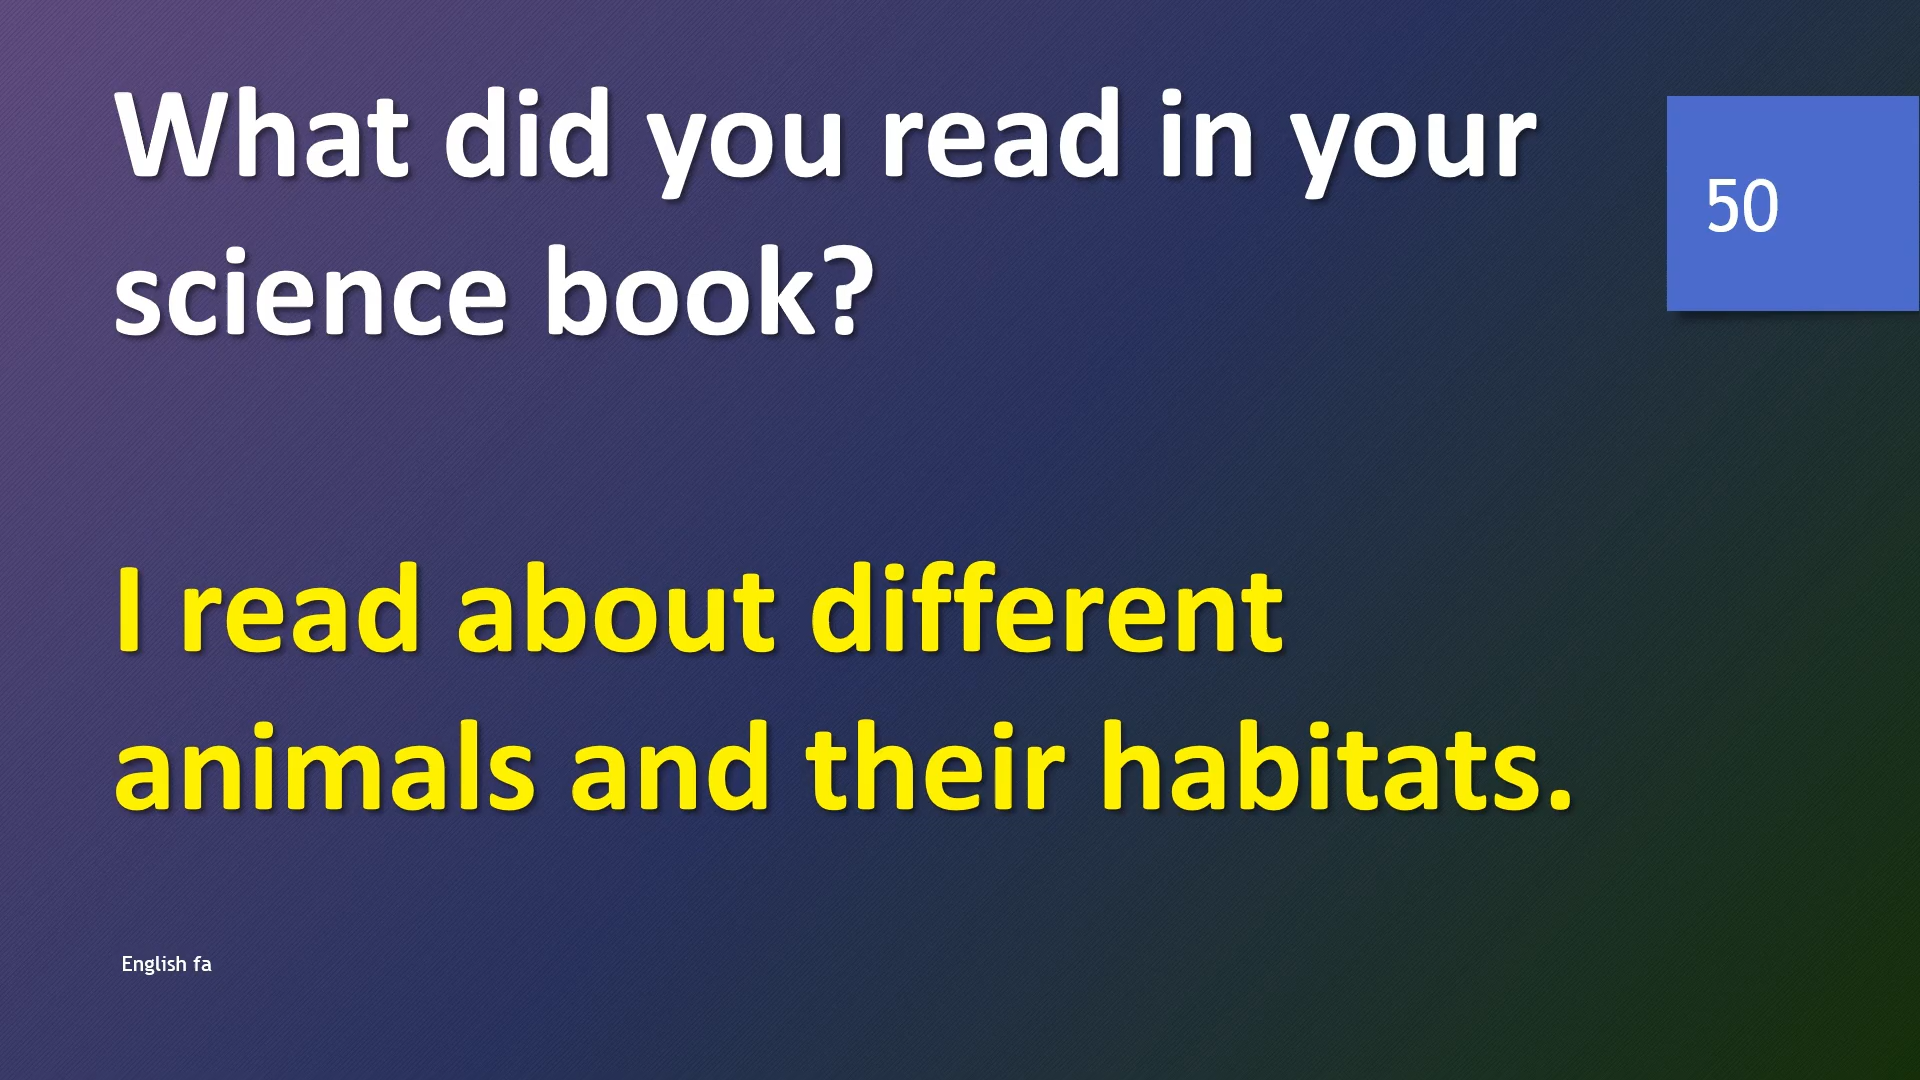 What did you read in your
science book?
50
I read about different
animals and their habitats.
English fa